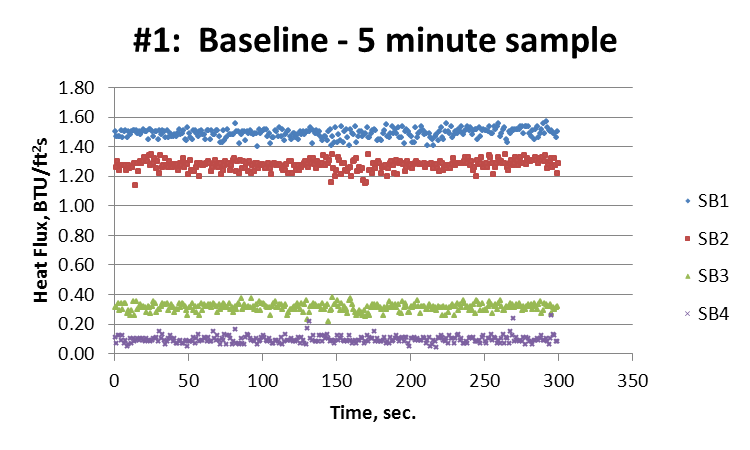 #1:  Baseline - 5 minute sample
Heat Flux, BTU/ft²s
1.80
1.60
1.40
1.20
1.00
0.80
0.60
0.40
0.20
0.00
0 50 100 150 200 250 300 350
Time, sec.
SB1
SB2
SB3
SB4